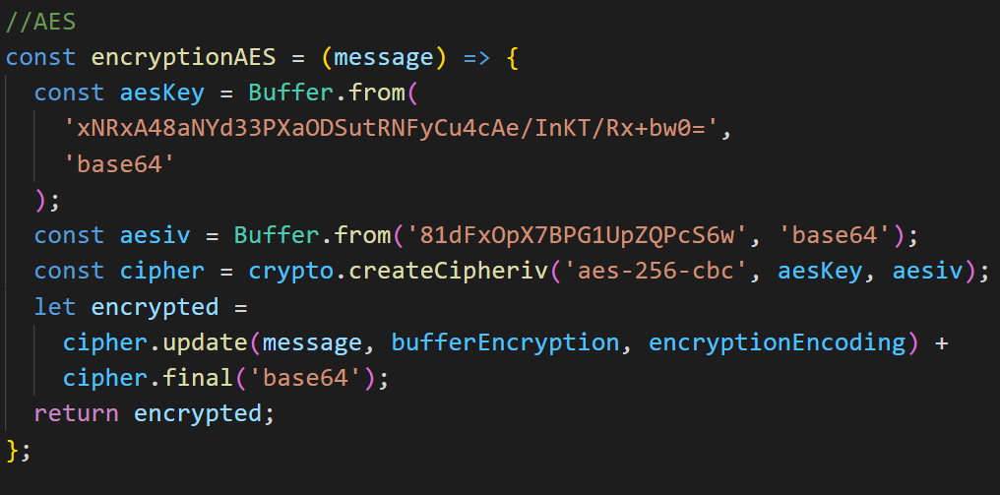 //AES
const encryptionAES = (message) => {
  const aesKey = Buffer.from(
    'xNRxA48aNYd33PXaODSutRNFyCu4cAe/InKT/Rx+bw0=',
    'base64'
  );
  const aesiv = Buffer.from('81dFxOpX7BPG1UpZQPcS6w', 'base64');
  const cipher = crypto.createCipheriv('aes-256-cbc', aesKey, aesiv);
  let encrypted =
    cipher.update(message, bufferEncryption, encryptionEncoding) +
    cipher.final('base64');
  return encrypted;
};